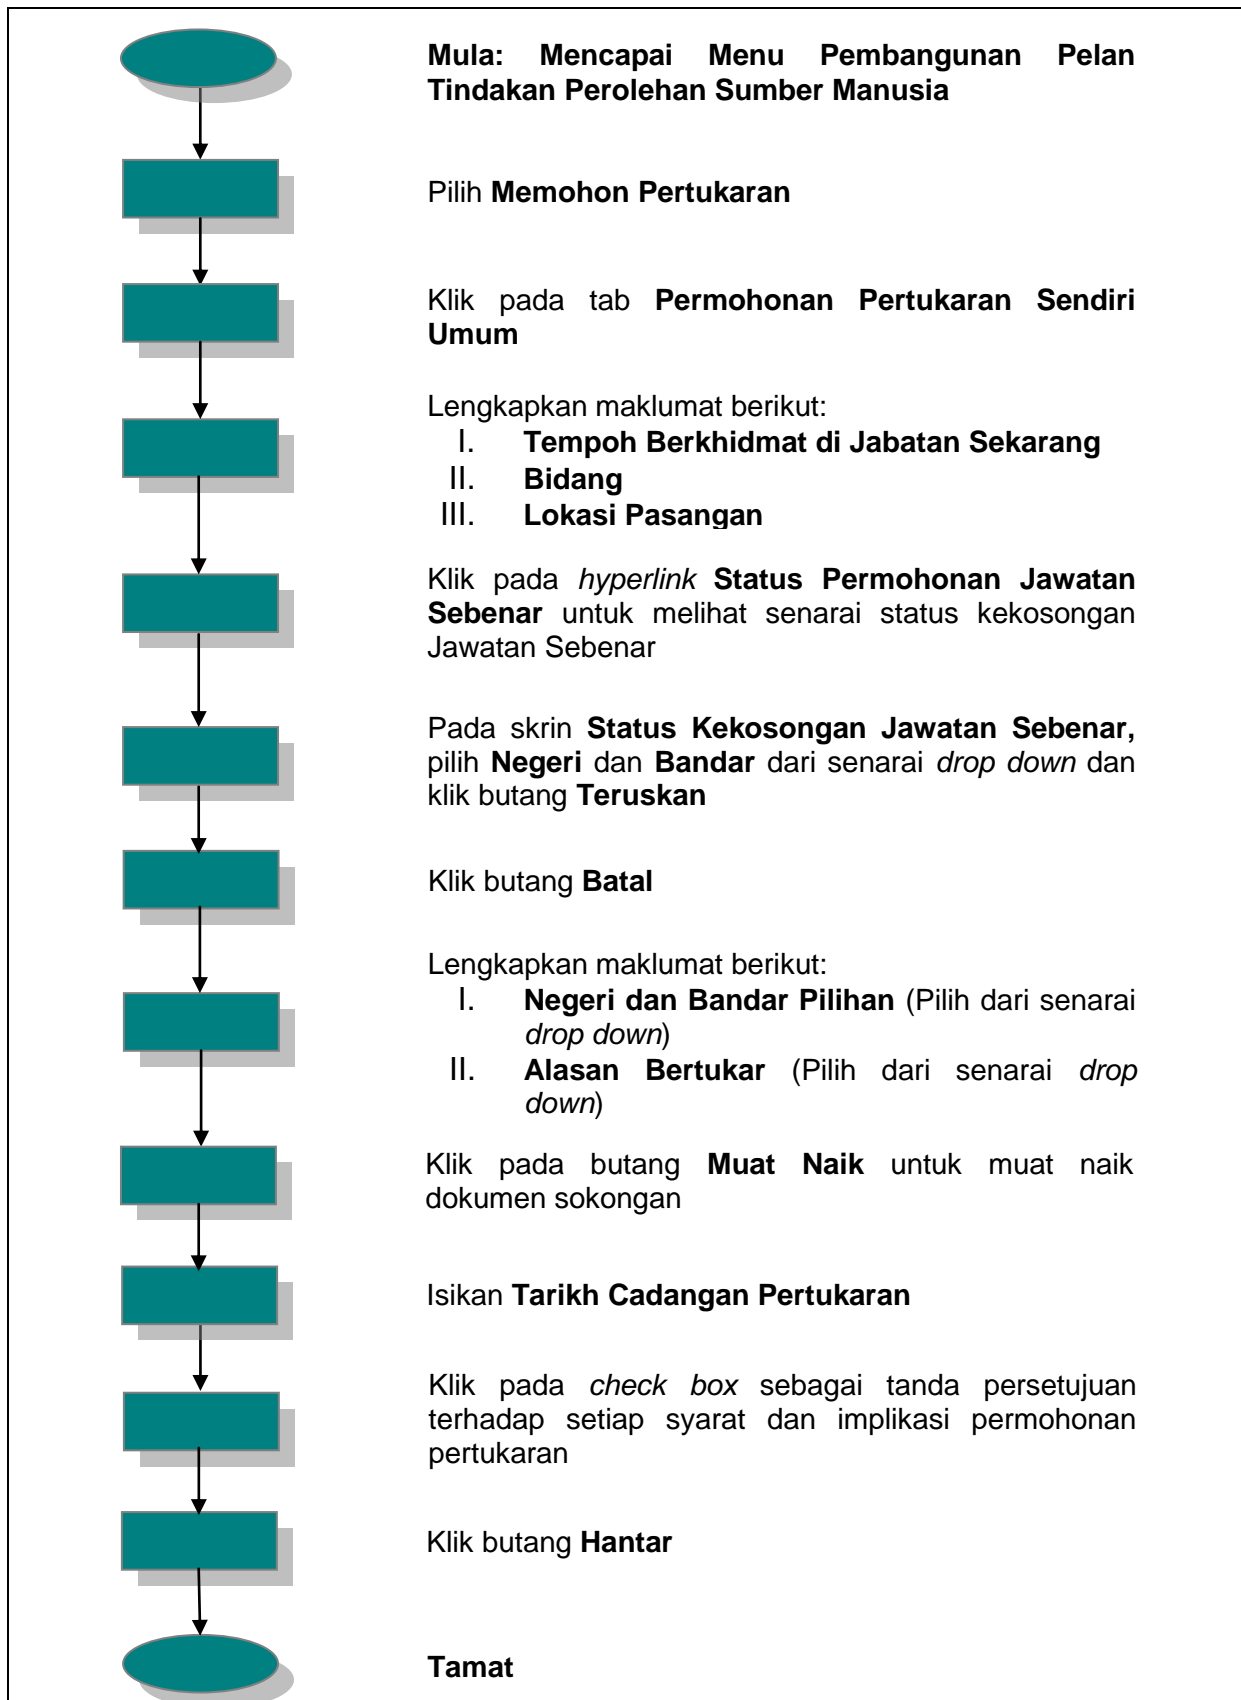 Mula: Mencapai Menu Pembangunan Pelan
Tindakan Perolehan Sumber Manusia
Pilih Memohon Pertukaran
Klik pada tab Permohonan Pertukaran Sendiri
Umum
Lengkapkan maklumat berikut:
I. Tempoh Berkhidmat di Jabatan Sekarang
II. Bidang
III. Lokasi Pasangan
Klik pada hyperlink Status Permohonan Jawatan
Sebenar untuk melihat senarai status kekosongan
Jawatan Sebenar
Pada skrin Status Kekosongan Jawatan Sebenar,
pilih Negeri dan Bandar dari senarai drop down dan
klik butang Teruskan
Klik butang Batal
Lengkapkan maklumat berikut:
I. Negeri dan Bandar Pilihan (Pilih dari senarai
drop down)
II. Alasan Bertukar (Pilih dari senarai drop
down)
Klik pada butang Muat Naik untuk muat naik
dokumen sokongan
Isikan Tarikh Cadangan Pertukaran
Klik pada check box sebagai tanda persetujuan
terhadap setiap syarat dan implikasi permohonan
pertukaran
Klik butang Hantar
Tamat